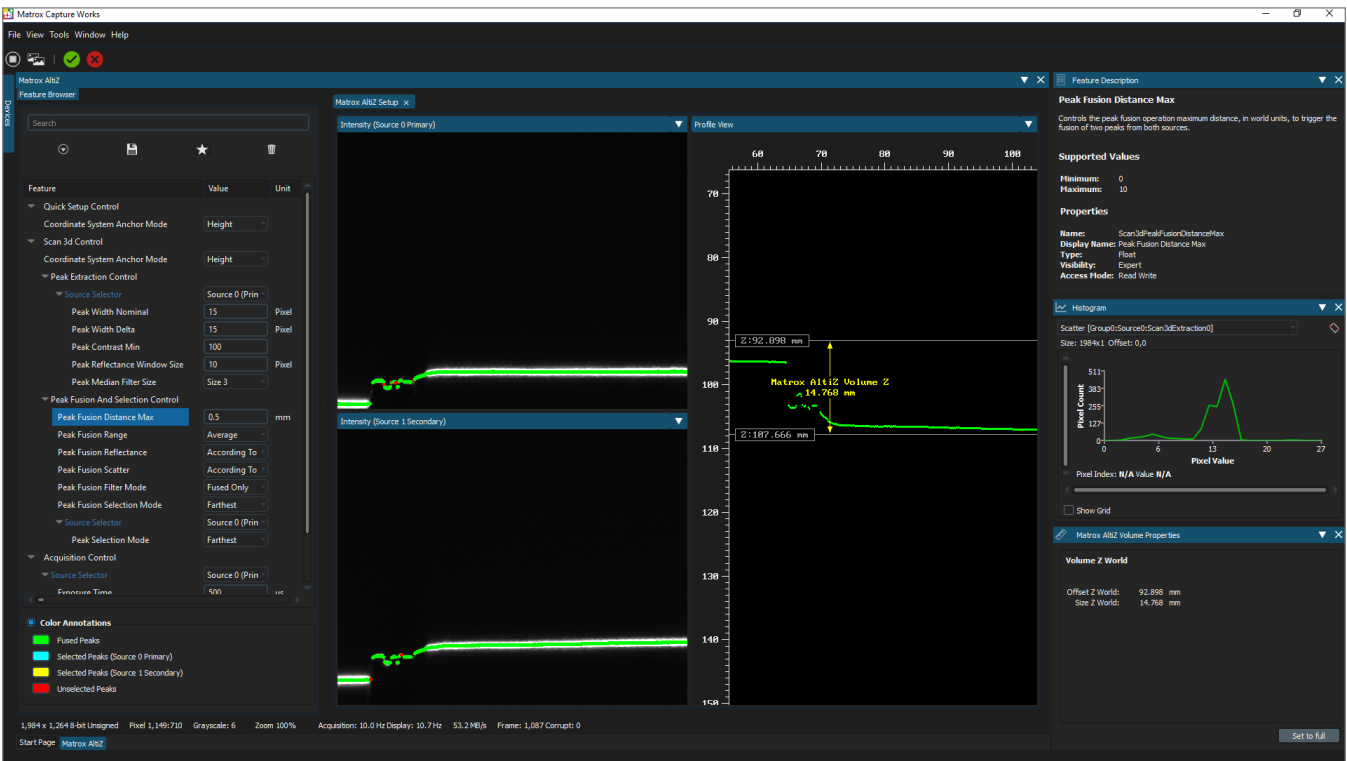 Matrox Capture Works
File View Tools Window Help
Devices
Matrox AltiZ
Feature Browser
Search
Feature Value Unit
Quick Setup Control
Coordinate System Anchor Mode Height
Scan 3d Control
Coordinate System Anchor Mode Height
Peak Extraction Control
Source Selector Source 0 (Prin
Peak Width Nominal 15 Pixel
Peak Width Delta 15 Pixel
Peak Contrast Min 100
Peak Reflectance Window Size 10 Pixel
Peak Median Filter Size Size 3
Peak Fusion And Selection Control
Peak Fusion Distance Max 0.5 mm
Peak Fusion Range Average
Peak Fusion Reflectance According To
Peak Fusion Scatter According To
Peak Fusion Filter Mode Fused Only
Peak Fusion Selection Mode Farthest
Source Selector Source 0 (Prin
Peak Selection Mode Farthest
Acquisition Control
Source Selector Source 0 (Prin
Exposure Time 500 us
Color Annotations
Fused Peaks
Selected Peaks (Source 0 Primary)
Selected Peaks (Source 1 Secondary)
Unselected Peaks
Matrox AltiZ Setup
Intensity (Source 0 Primary)
Intensity (Source 1 Secondary)
Profile View
60 70 80 90 100
70
80
90
Z:92.898 mm
100
Matrox AltiZ Volume Z
14.768 mm
Z:107.666 mm
110
120
130
140
150
Feature Description
Peak Fusion Distance Max
Controls the peak fusion operation maximum distance, in world units, to trigger the
fusion of two peaks from both sources.
Supported Values
Minimum: 0
Maximum: 10
Properties
Name: Scan3dPeakFusionDistanceMax
Display Name: Peak Fusion Distance Max
Type: Float
Visibility: Expert
Access Mode: Read Write
Histogram
Scatter [Group0:Source0:Scan3dExtraction0]
Size: 1984x1 Offset: 0,0
Pixel Count
511
383
255
127
0
0 6 13 20 27
Pixel Value
Pixel Index: N/A Value N/A
Show Grid
Matrox AltiZ Volume Properties
Volume Z World
Offset Z World: 92.898 mm
Size Z World: 14.768 mm
Set to full
1,984 x 1,264 8-bit Unsigned Pixel 1,149:710 Grayscale: 6 Zoom 100% Acquisition: 10.0 Hz Display: 10.7 Hz 53.2 MB/s Frame: 1,087 Corrupt: 0
Start Page Matrox AltiZ